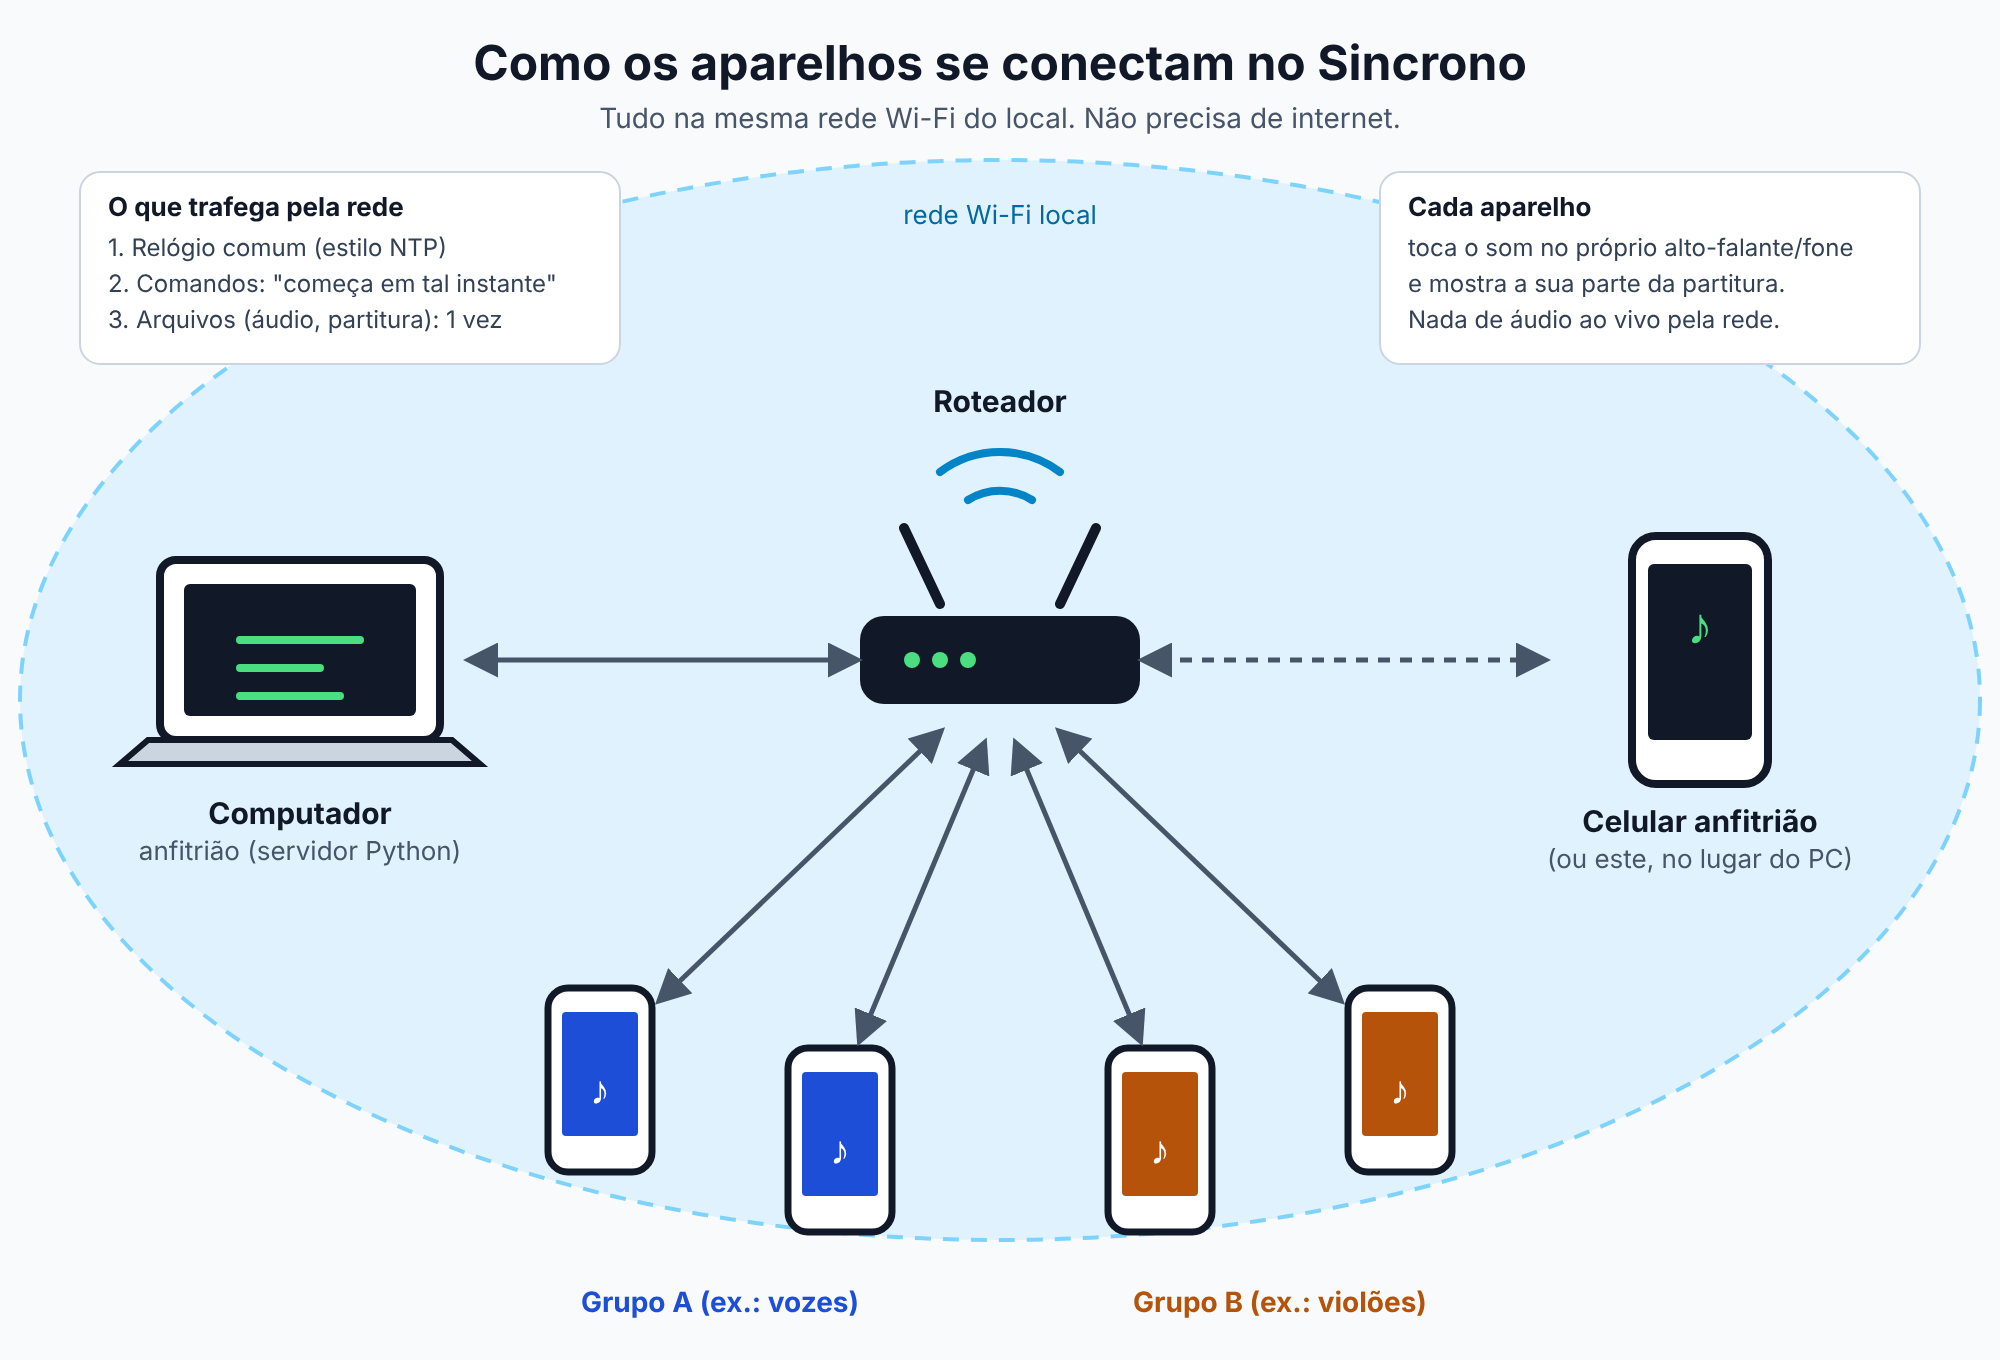 Como os aparelhos se conectam no Sincrono
Tudo na mesma rede Wi-Fi do local. Não precisa de internet.
O que trafega pela rede
1. Relógio comum (estilo NTP)
2. Comandos: "começa em tal instante"
3. Arquivos (áudio, partitura): 1 vez
rede Wi-Fi local
Cada aparelho
toca o som no próprio alto-falante/fone
e mostra a sua parte da partitura.
Nada de áudio ao vivo pela rede.
Roteador
Computador
anfitrião (servidor Python)
Celular anfitrião
(ou este, no lugar do PC)
Grupo A (ex.: vozes)
Grupo B (ex.: violões)